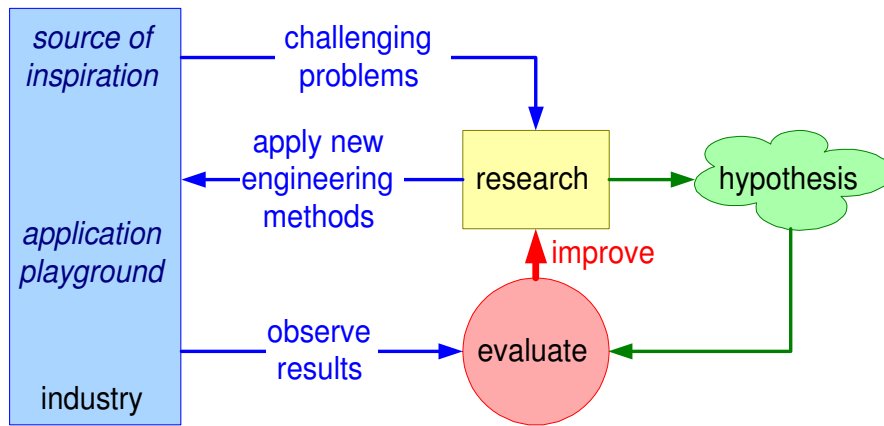 source of
inspiration
challenging
problems
apply new
engineering
methods
research
hypothesis
application
playground
improve
observe
results
evaluate
industry